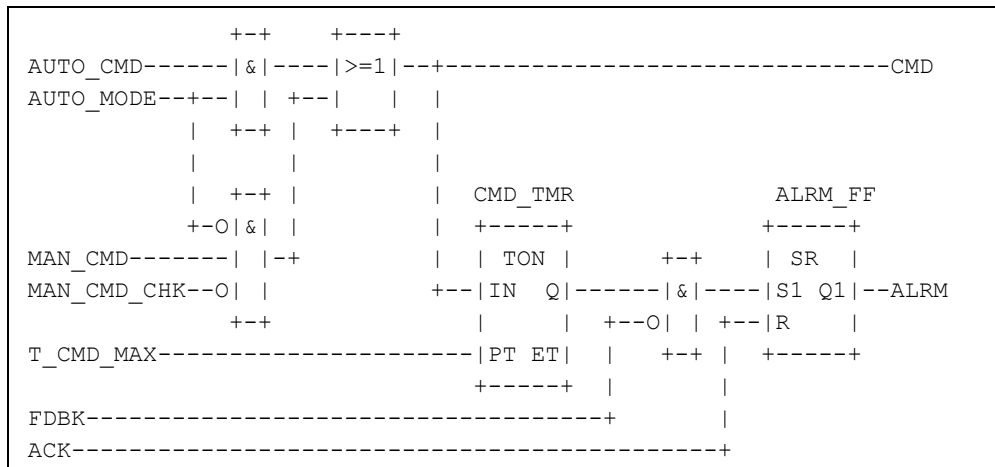 +-+     +---+
AUTO_CMD------|&|----|>=1|--+--------------------------------CMD
AUTO_MODE--+--| | +--|   |  |
           |  +-+ |  +---+  |
           |      |         |
           |  +-+ |         |  CMD_TMR             ALRM_FF
           +-O|&| |         |  +-----+             +-----+
MAN_CMD-------| |-+         |  | TON |      +-+    | SR  |
MAN_CMD_CHK--O| |           +--|IN  Q|------|&|----|S1 Q1|--ALRM
              +-+              |     |  +--O| | +--|R    |
T_CMD_MAX----------------------|PT ET|  |   +-+ |  +-----+
                               +-----+  |       |
FDBK------------------------------------+       |
ACK---------------------------------------------+